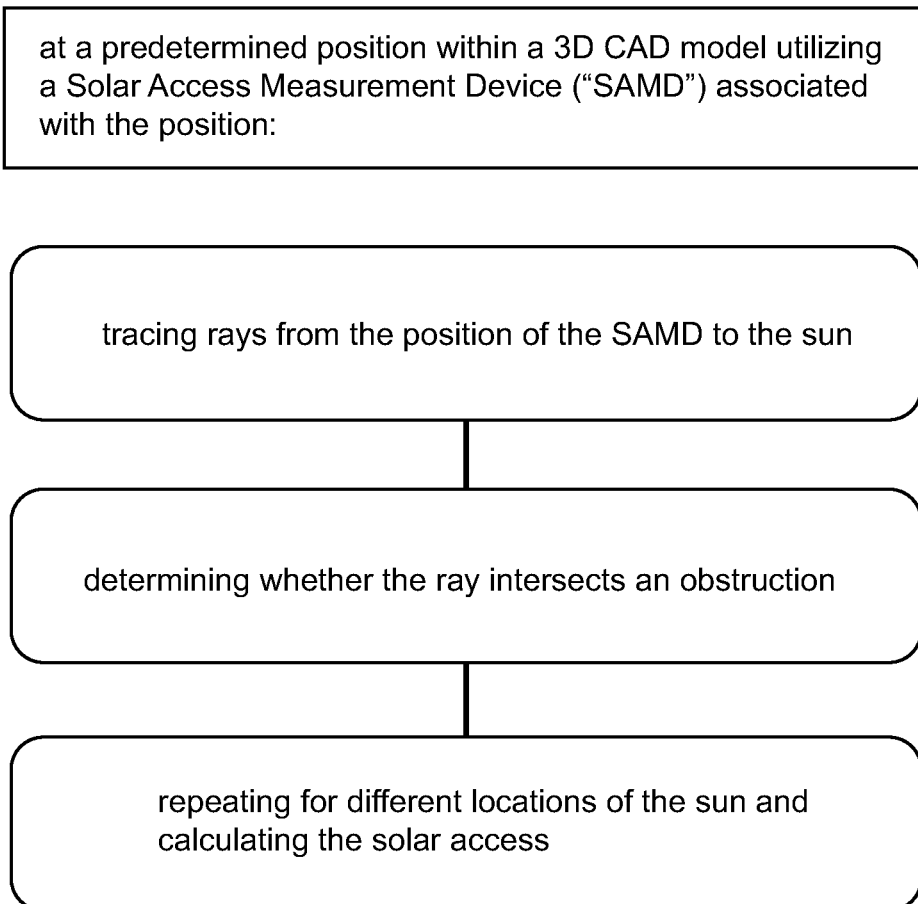 at a predetermined position within a 3D CAD model utilizing
a Solar Access Measurement Device (“SAMD”) associated
with the position:
tracing rays from the position of the SAMD to the sun
determining whether the ray intersects an obstruction
repeating for different locations of the sun and
calculating the solar access